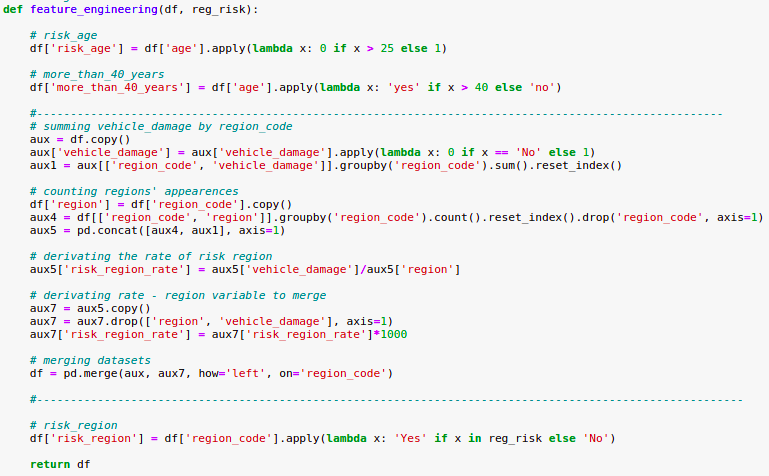 def feature_engineering(df, reg_risk):
# risk_age
df['risk_age'] = df['age'].apply(lambda x: 0 if x > 25 else 1)
# more_than_40_years
df['more_than_40_years'] = df['age'].apply(lambda x: 'yes' if x > 40 else 'no')
#----------------------------------------------------------------------------------------------------
# summing vehicle_damage by region_code
aux = df.copy()
aux['vehicle_damage'] = aux['vehicle_damage'].apply(lambda x: 0 if x == 'No' else 1)
aux1 = aux[['region_code', 'vehicle_damage']].groupby('region_code').sum().reset_index()
# counting regions' appearences
df['region'] = df['region_code'].copy()
aux4 = df[['region_code', 'region']].groupby('region_code').count().reset_index().drop('region_code', axis=1)
aux5 = pd.concat([aux4, aux1], axis=1)
# derivating the rate of risk region
aux5['risk_region_rate'] = aux5['vehicle_damage']/aux5['region']
# derivating rate - region variable to merge
aux7 = aux5.copy()
aux7 = aux7.drop(['region', 'vehicle_damage'], axis=1)
aux7['risk_region_rate'] = aux7['risk_region_rate']*1000
# merging datasets
df = pd.merge(aux, aux7, how='left', on='region_code')
#-------------------------------------------------------------------------------------------------------
# risk_region
df['risk_region'] = df['region_code'].apply(lambda x: 'Yes' if x in reg_risk else 'No')
return df